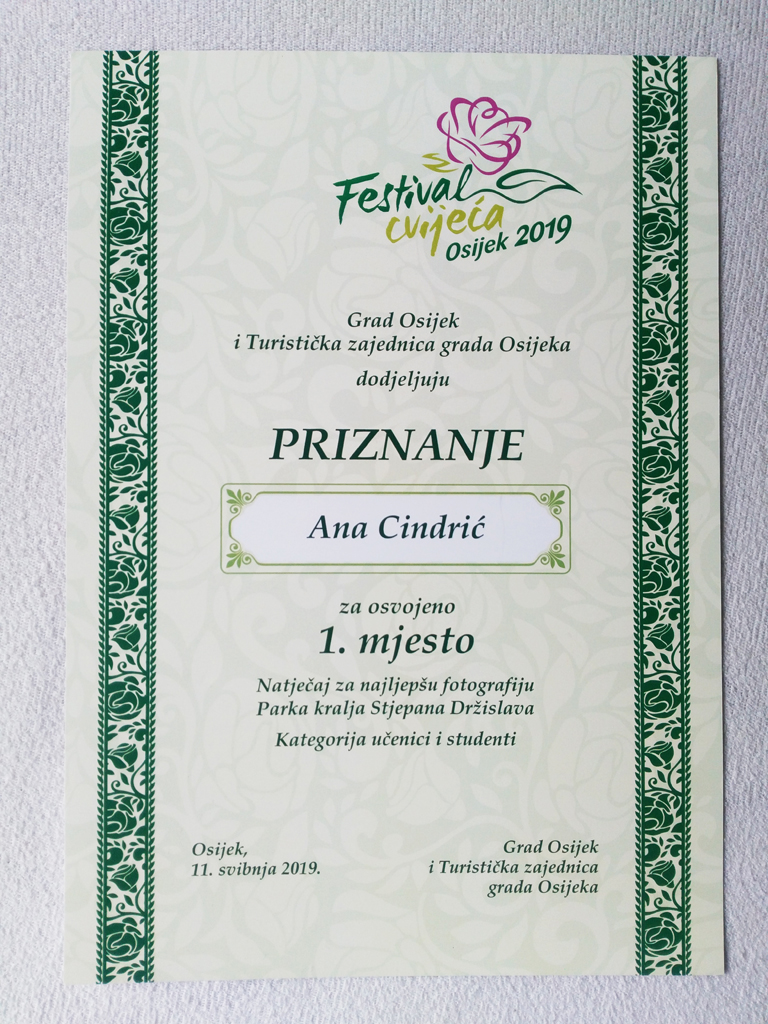 Festival
cvijeća
Osijek 2019
Grad Osijek
i Turistička zajednica grada Osijeka
dodjeljuju
PRIZNANJE
Ana Cindrić
za osvojeno
1. mjesto
Natječaj za najljepšu fotografiju
Parka kralja Stjepana Držislava
Kategorija učenici i studenti
Osijek,
11. svibnja 2019.
Grad Osijek
i Turistička zajednica
grada Osijeka